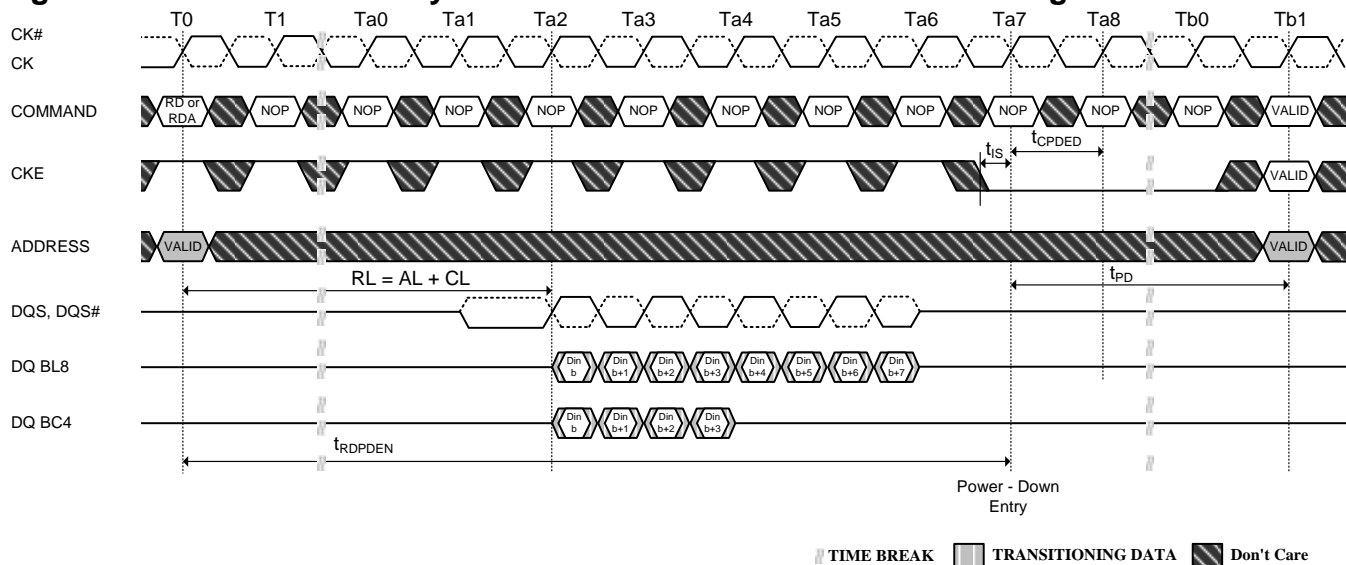 T0 T1 Ta0 Ta1 Ta2 Ta3 Ta4 Ta5 Ta6 Ta7 Ta8 Tb0 Tb1
CK#
CK
COMMAND
RD or
RDA
NOP NOP NOP NOP NOP NOP NOP NOP NOP NOP NOP VALID
tIS
tCPDED
CKE
VALID
ADDRESS
VALID
VALID
RL = AL + CL
tPD
DQS, DQS#
DQ BL8
Din Din Din Din Din Din Din Din
b b+1 b+2 b+3 b+4 b+5 b+6 b+7
DQ BC4
Din Din Din Din
b b+1 b+2 b+3
tRDPDEN
Power - Down
Entry
TIME BREAK TRANSITIONING DATA Don't Care